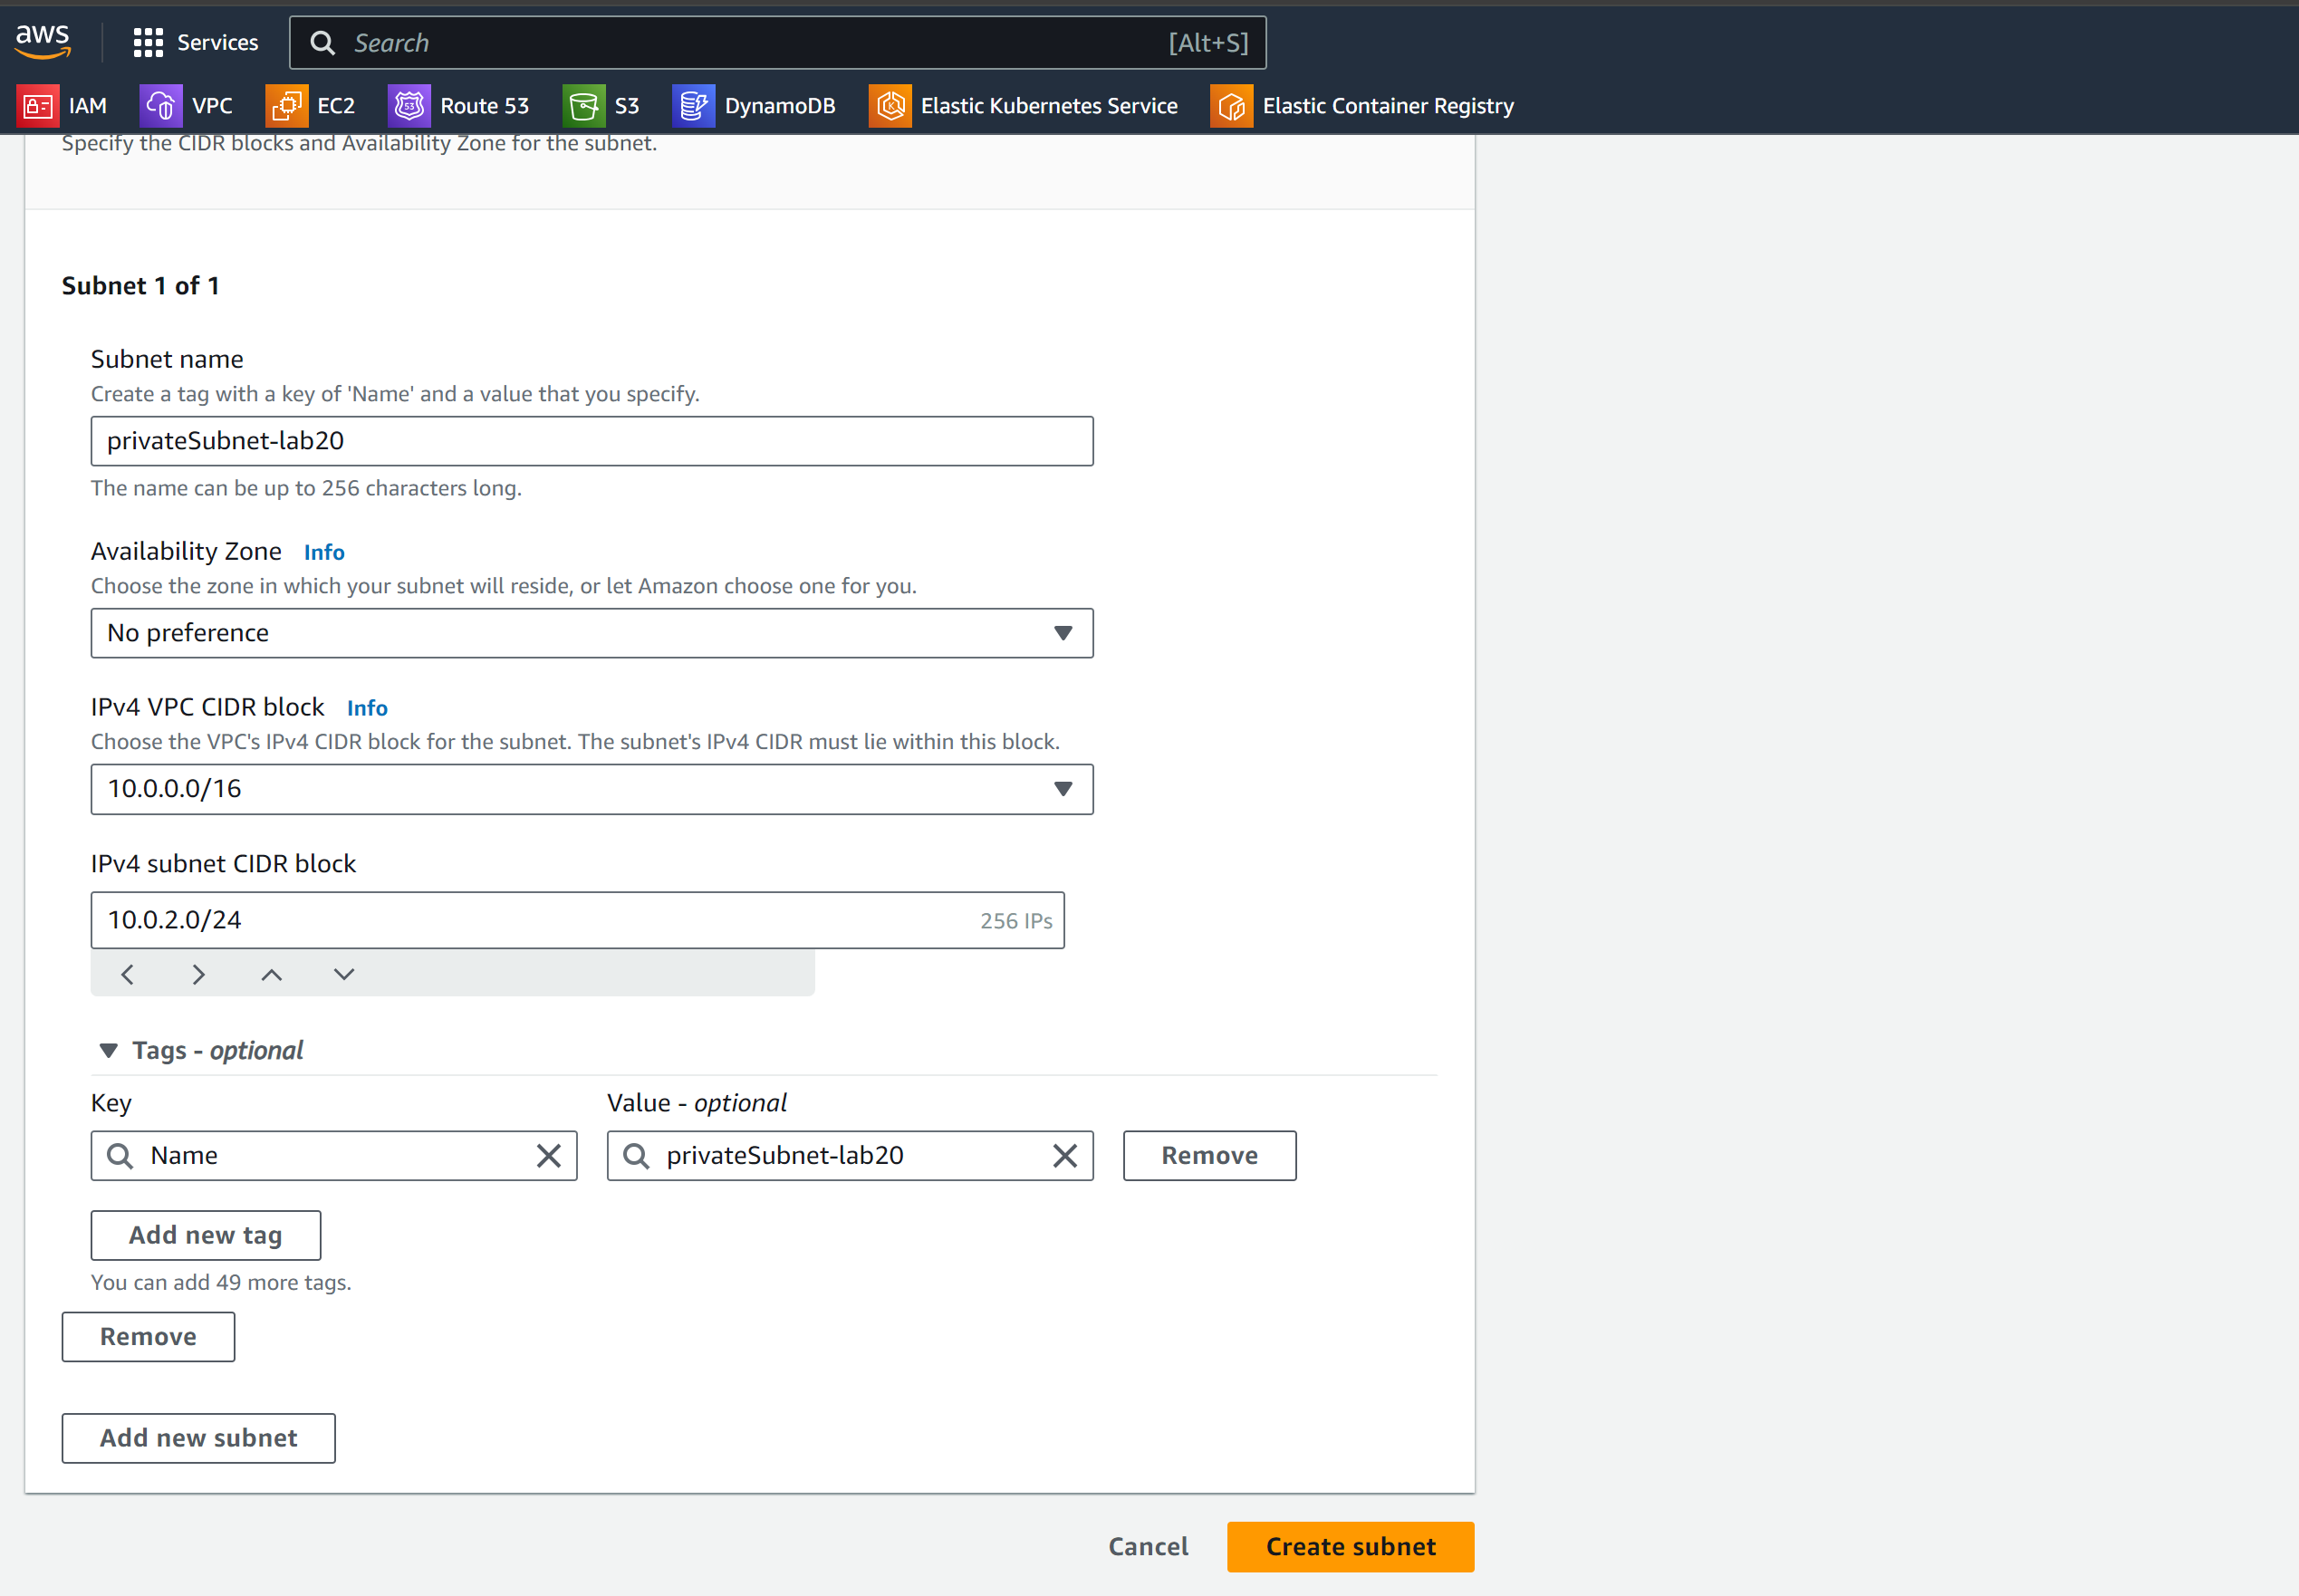 aws
Services
Search [Alt+S]
IAM VPC EC2 Route 53 S3 DynamoDB Elastic Kubernetes Service Elastic Container Registry
Specify the CIDR blocks and Availability Zone for the subnet.
Subnet 1 of 1
Subnet name
Create a tag with a key of 'Name' and a value that you specify.
privateSubnet-lab20
The name can be up to 256 characters long.
Availability Zone Info
Choose the zone in which your subnet will reside, or let Amazon choose one for you.
No preference
IPv4 VPC CIDR block Info
Choose the VPC's IPv4 CIDR block for the subnet. The subnet's IPv4 CIDR must lie within this block.
10.0.0.0/16
IPv4 subnet CIDR block
10.0.2.0/24 256 IPs
Tags - optional
Key Value - optional
Name privateSubnet-lab20 Remove
Add new tag
You can add 49 more tags.
Remove
Add new subnet
Cancel Create subnet